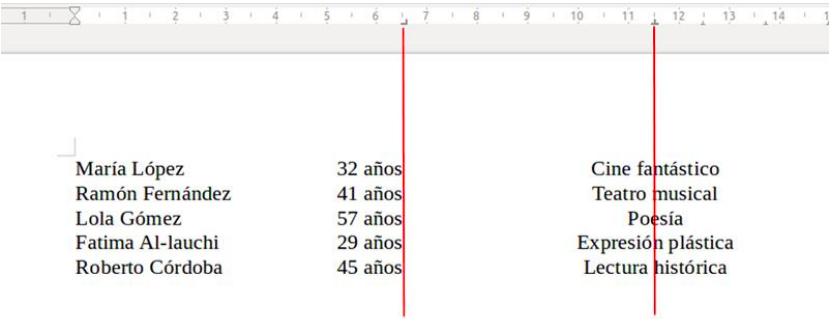 1 1 2 3 4 5 6 7 8 9 10 11 12 13 14
María López 32 años Cine fantástico
Ramón Fernández 41 años Teatro musical
Lola Gómez 57 años Poesía
Fatima Al-lauchi 29 años Expresión plástica
Roberto Córdoba 45 años Lectura histórica